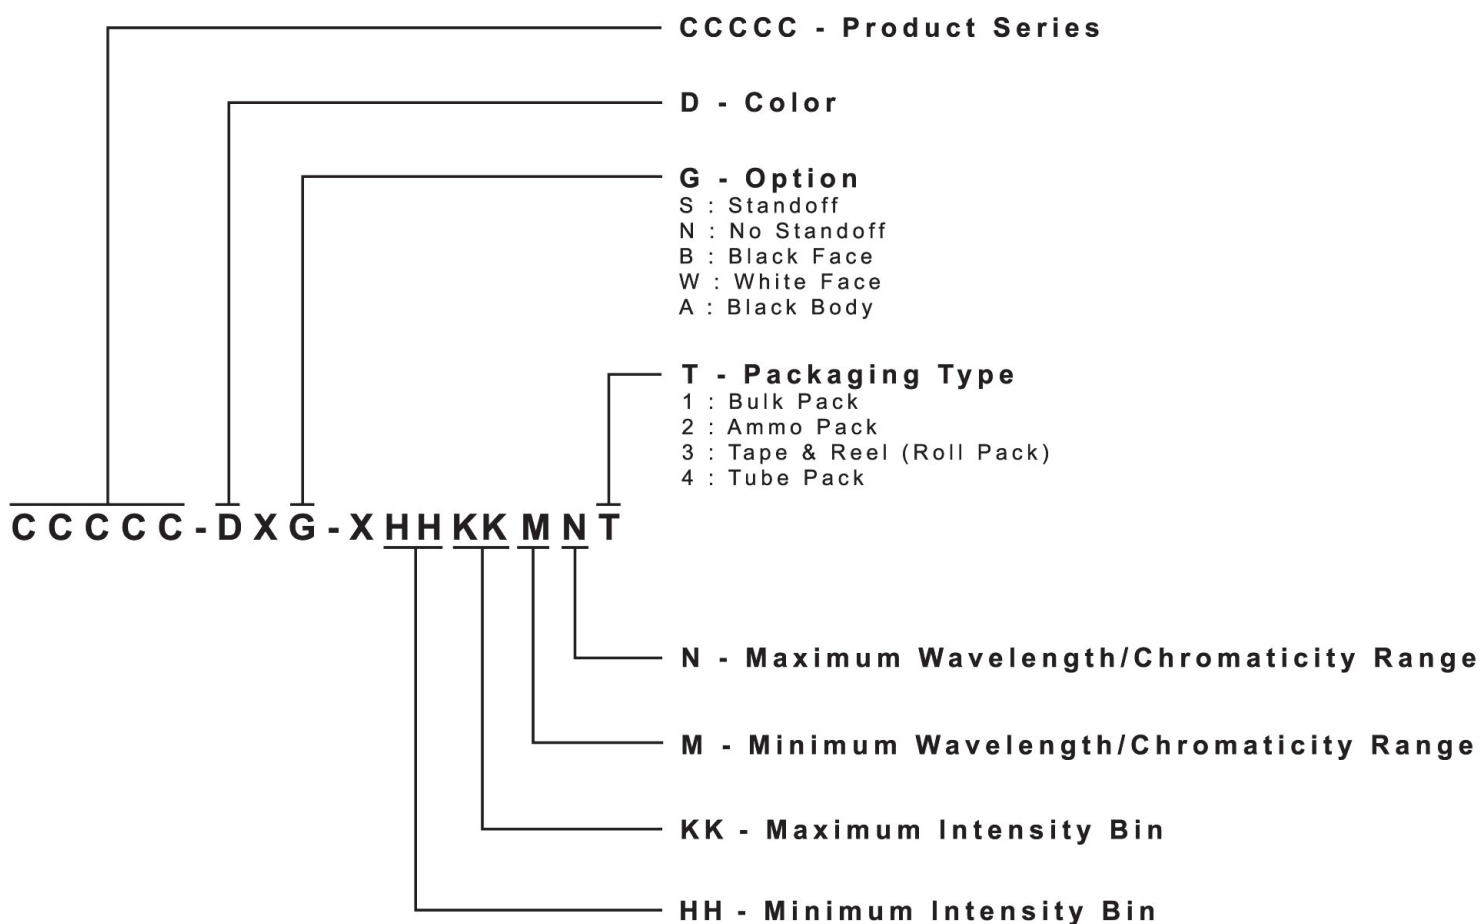 CCCCC - Product Series
D - Color
G - Option
S : Standoff
N : No Standoff
B : Black Face
W : White Face
A : Black Body
T - Packaging Type
1 : Bulk Pack
2 : Ammo Pack
3 : Tape & Reel (Roll Pack)
4 : Tube Pack
CCCCC-DXG-XHHKKMNT
N - Maximum Wavelength/Chromaticity Range
M - Minimum Wavelength/Chromaticity Range
KK - Maximum Intensity Bin
HH - Minimum Intensity Bin